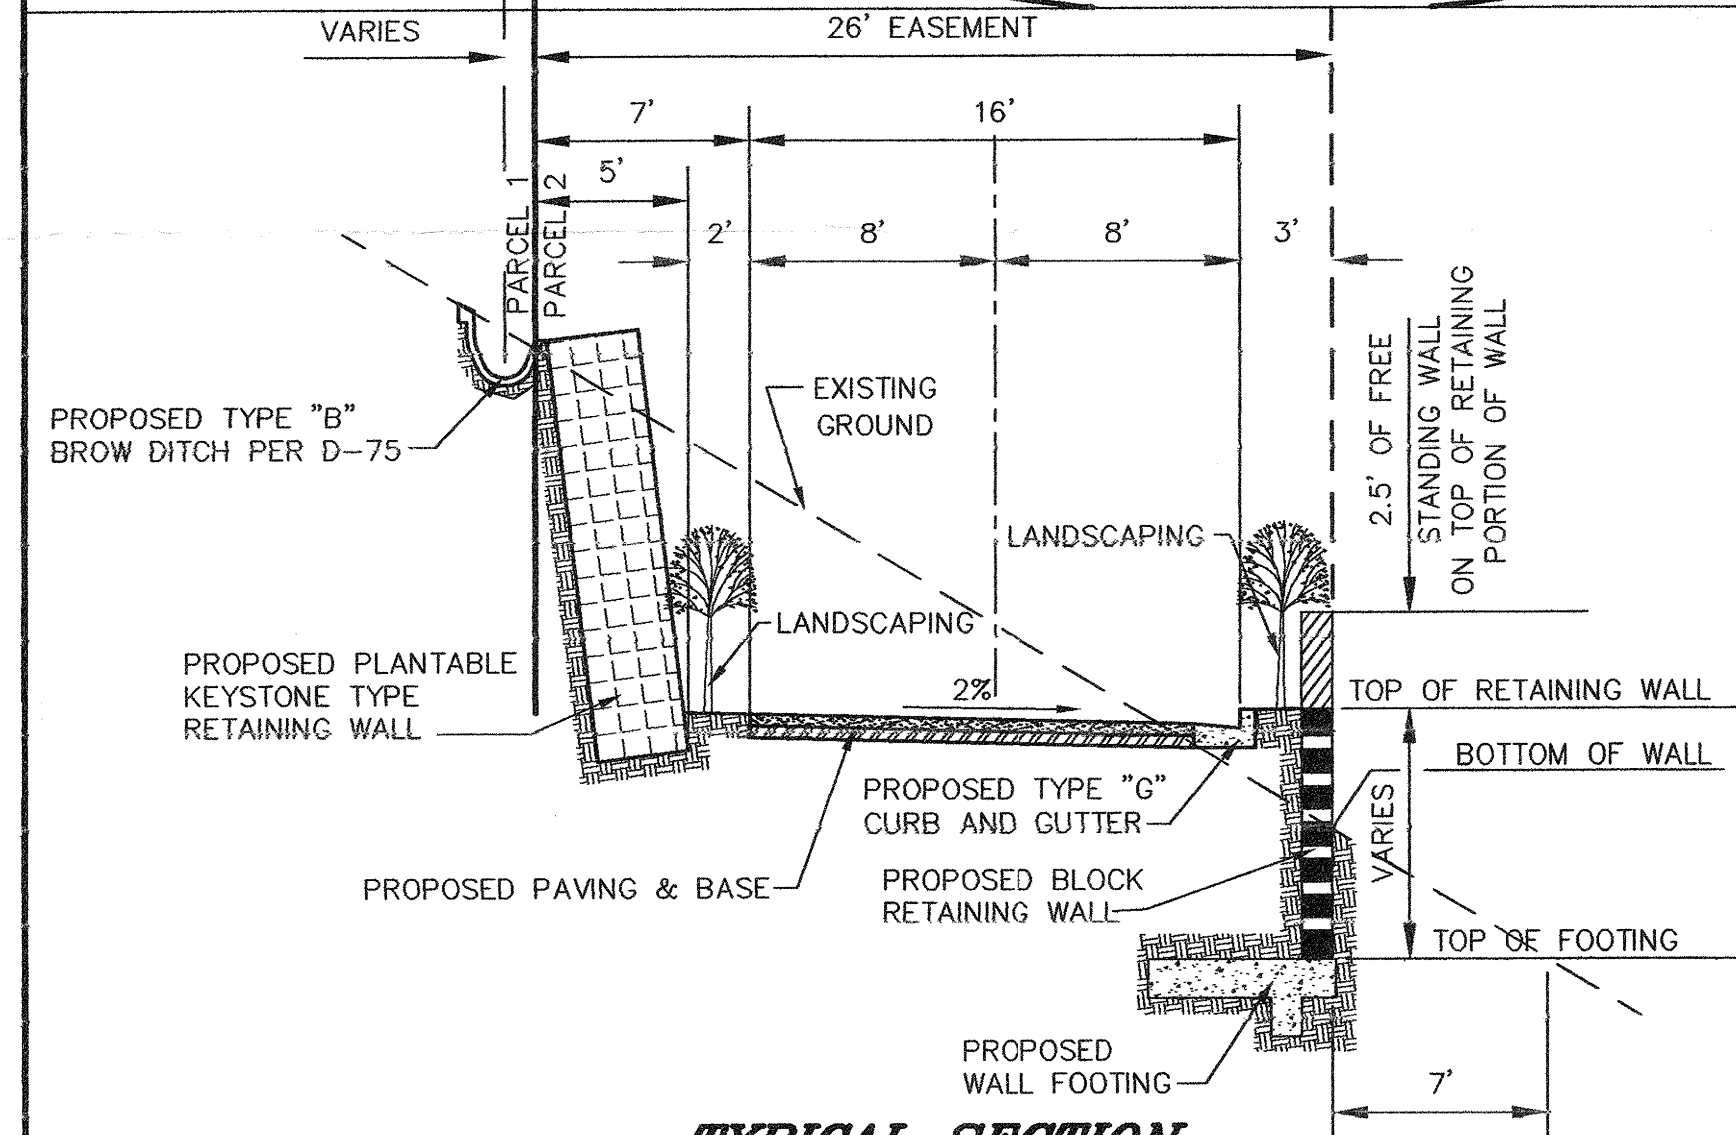 VARIES
26' EASEMENT
7'
16'
5'
PARCEL 1
PARCEL 2
2'
8'
8'
3'
2.5' OF FREE
STANDING WALL
ON TOP OF RETAINING
PORTION OF WALL
EXISTING
GROUND
PROPOSED TYPE "B"
BROW DITCH PER D-75
LANDSCAPING
LANDSCAPING
PROPOSED PLANTABLE
KEYSTONE TYPE
RETAINING WALL
2%
TOP OF RETAINING WALL
BOTTOM OF WALL
PROPOSED TYPE "G"
CURB AND GUTTER
VARIES
PROPOSED PAVING & BASE
PROPOSED BLOCK
RETAINING WALL
TOP OF FOOTING
PROPOSED
WALL FOOTING
7'
TYPICAL SECTION